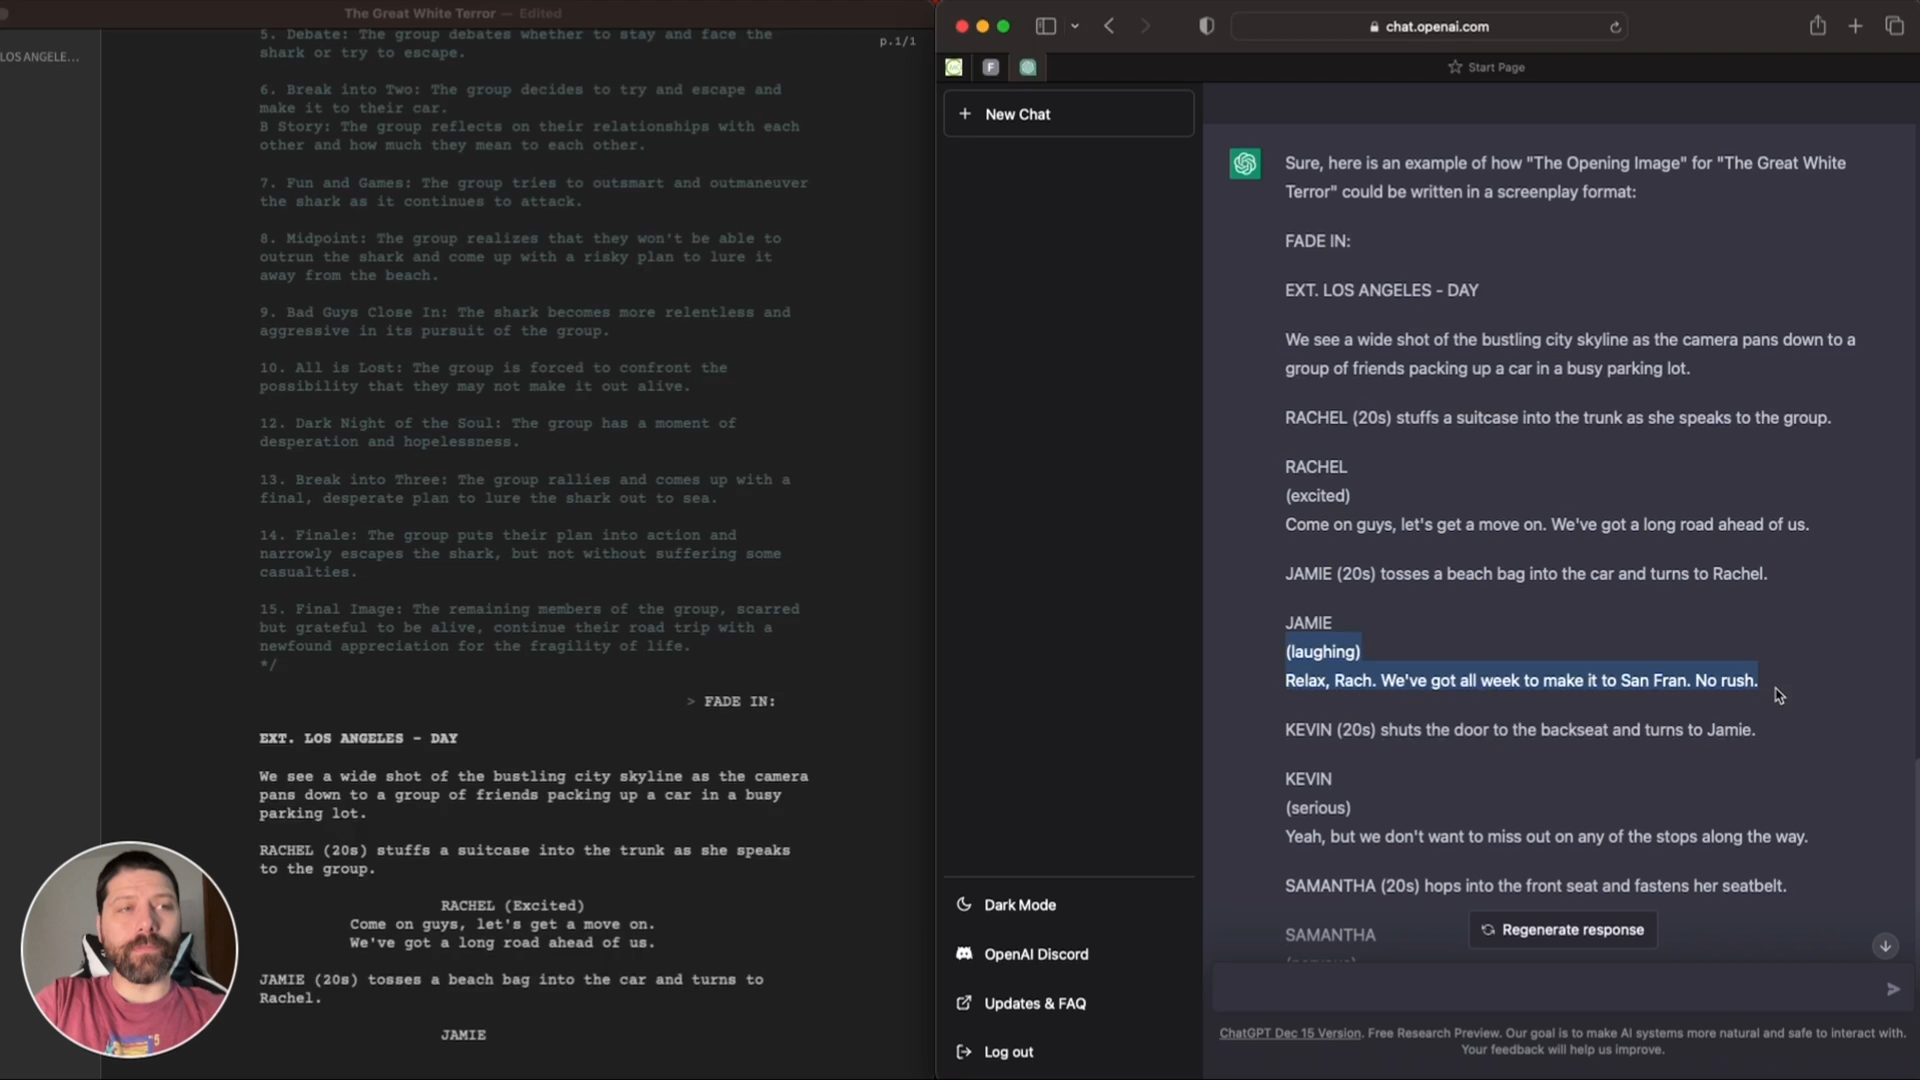 The Great White Terror — Edited
LOS ANGELE...
p.1/1
5. Debate: The group debates whether to stay and face the
shark or try to escape.
6. Break into Two: The group decides to try and escape and
make it to their car.
B Story: The group reflects on their relationships with each
other and how much they mean to each other.
7. Fun and Games: The group tries to outsmart and outmaneuver
the shark as it continues to attack.
8. Midpoint: The group realizes that they won't be able to
outrun the shark and come up with a risky plan to lure it
away from the beach.
9. Bad Guys Close In: The shark becomes more relentless and
aggressive in its pursuit of the group.
10. All is Lost: The group is forced to confront the
possibility that they may not make it out alive.
12. Dark Night of the Soul: The group has a moment of
desperation and hopelessness.
13. Break into Three: The group rallies and comes up with a
final, desperate plan to lure the shark out to sea.
14. Finale: The group puts their plan into action and
narrowly escapes the shark, but not without suffering some
casualties.
15. Final Image: The remaining members of the group, scarred
but grateful to be alive, continue their road trip with a
newfound appreciation for the fragility of life.
*/
> FADE IN:
EXT. LOS ANGELES - DAY
We see a wide shot of the bustling city skyline as the camera
pans down to a group of friends packing up a car in a busy
parking lot.
RACHEL (20s) stuffs a suitcase into the trunk as she speaks
to the group.
RACHEL (Excited)
Come on guys, let's get a move on.
We've got a long road ahead of us.
JAMIE (20s) tosses a beach bag into the car and turns to
Rachel.
JAMIE
chat.openai.com
F
Start Page
+ New Chat
Dark Mode
OpenAI Discord
Updates & FAQ
Log out
Sure, here is an example of how "The Opening Image" for "The Great White
Terror" could be written in a screenplay format:
FADE IN:
EXT. LOS ANGELES - DAY
We see a wide shot of the bustling city skyline as the camera pans down to a
group of friends packing up a car in a busy parking lot.
RACHEL (20s) stuffs a suitcase into the trunk as she speaks to the group.
RACHEL
(excited)
Come on guys, let's get a move on. We've got a long road ahead of us.
JAMIE (20s) tosses a beach bag into the car and turns to Rachel.
JAMIE
(laughing)
Relax, Rach. We've got all week to make it to San Fran. No rush.
KEVIN (20s) shuts the door to the backseat and turns to Jamie.
KEVIN
(serious)
Yeah, but we don't want to miss out on any of the stops along the way.
SAMANTHA (20s) hops into the front seat and fastens her seatbelt.
SAMANTHA
Regenerate response
ChatGPT Dec 15 Version. Free Research Preview. Our goal is to make AI systems more natural and safe to interact with.
Your feedback will help us improve.